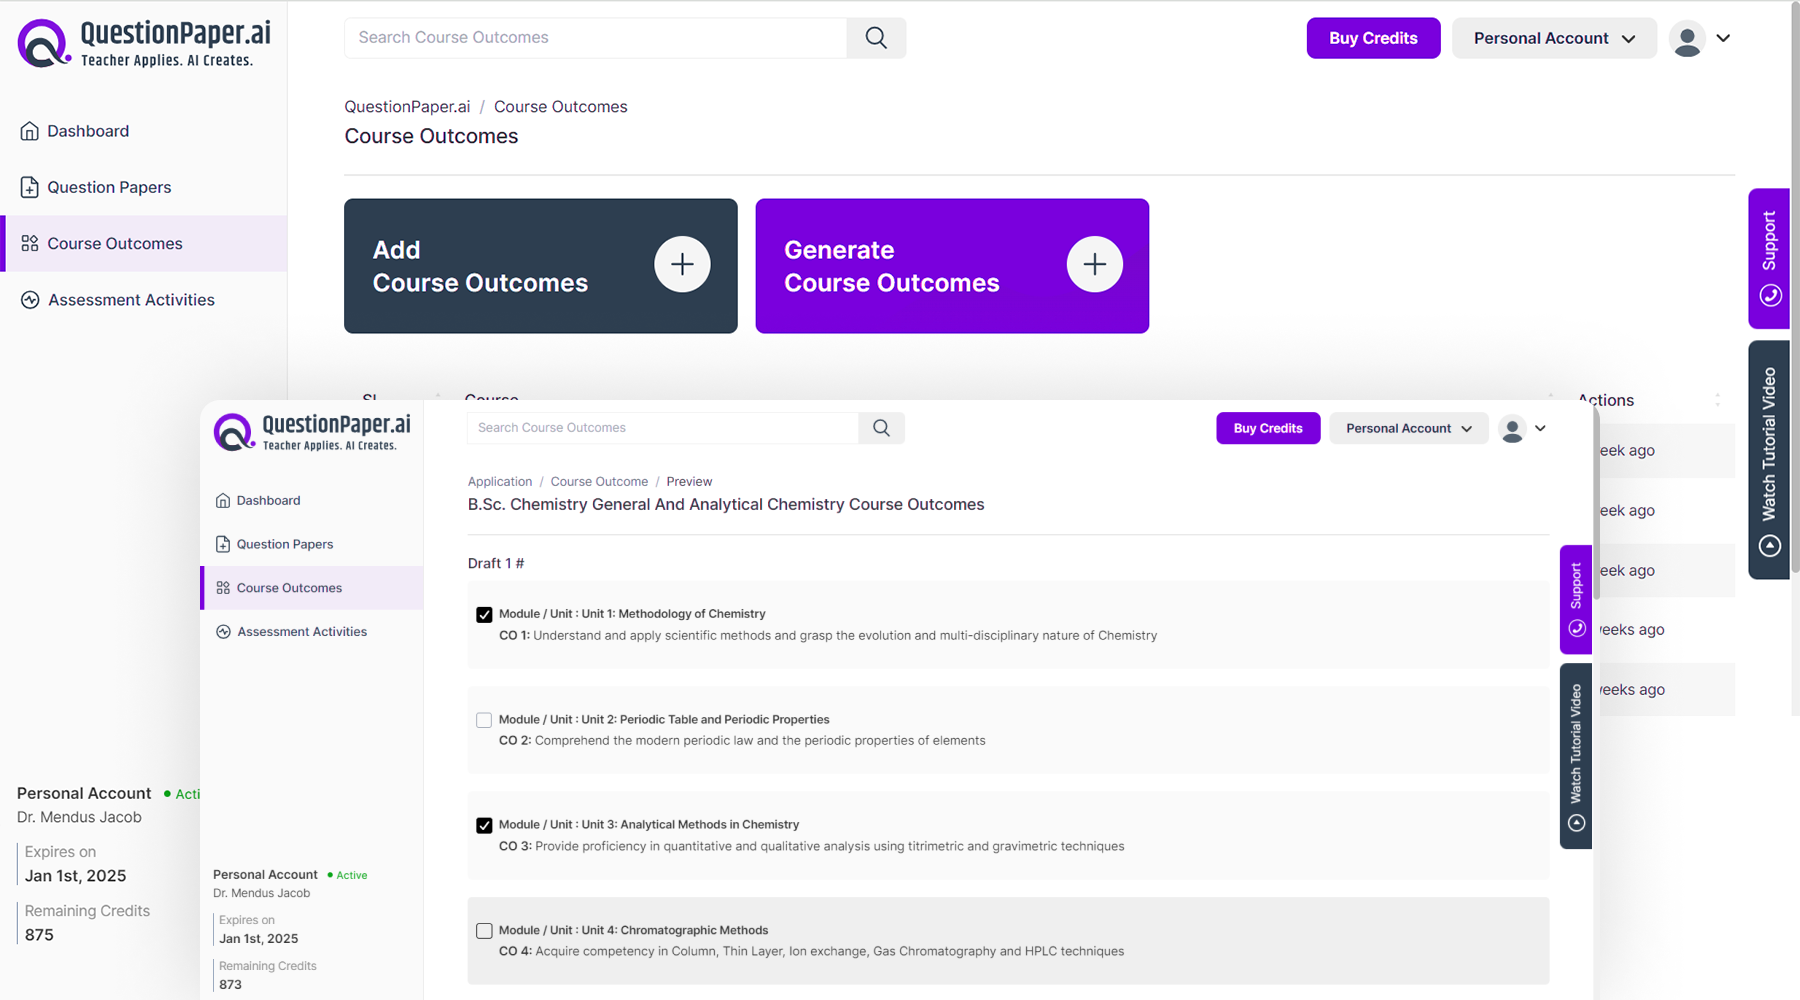 QuestionPaper.ai
Teacher Applies. AI Creates.
Search Course Outcomes
Buy Credits
Personal Account
Dashboard
Question Papers
Course Outcomes
Assessment Activities
QuestionPaper.ai / Course Outcomes
Course Outcomes
Add
Course Outcomes
Generate
Course Outcomes
Support
Watch Tutorial Video
Course
Actions
eek ago
eek ago
eek ago
weeks ago
weeks ago
Personal Account
Acti
Dr. Mendus Jacob
Expires on
Jan 1st, 2025
Remaining Credits
875
QuestionPaper.ai
Teacher Applies. AI Creates.
Search Course Outcomes
Buy Credits
Personal Account
Dashboard
Question Papers
Course Outcomes
Assessment Activities
Application / Course Outcome / Preview
B.Sc. Chemistry General And Analytical Chemistry Course Outcomes
Draft 1 #
Module / Unit : Unit 1: Methodology of Chemistry
CO 1: Understand and apply scientific methods and grasp the evolution and multi-disciplinary nature of Chemistry
Module / Unit : Unit 2: Periodic Table and Periodic Properties
CO 2: Comprehend the modern periodic law and the periodic properties of elements
Module / Unit : Unit 3: Analytical Methods in Chemistry
CO 3: Provide proficiency in quantitative and qualitative analysis using titrimetric and gravimetric techniques
Module / Unit : Unit 4: Chromatographic Methods
CO 4: Acquire competency in Column, Thin Layer, Ion exchange, Gas Chromatography and HPLC techniques
Support
Watch Tutorial Video
Personal Account
Active
Dr. Mendus Jacob
Expires on
Jan 1st, 2025
Remaining Credits
873